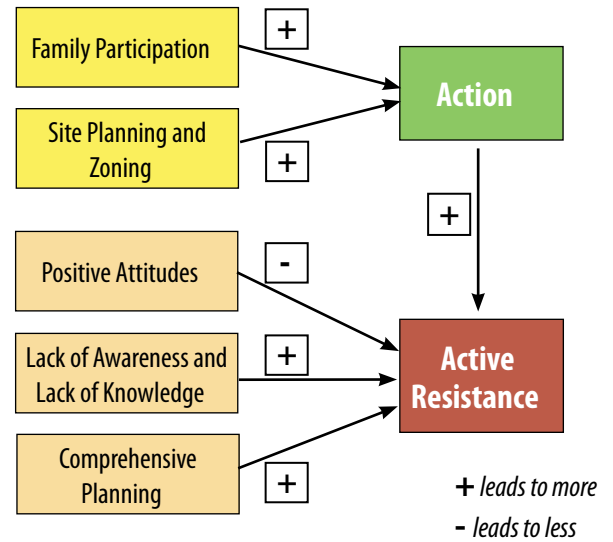 Family Participation
+
Action
Site Planning and
Zoning
+
+
Positive Attitudes
-
Lack of Awareness and
Lack of Knowledge
+
Active
Resistance
Comprehensive
Planning
+
+ leads to more
- leads to less